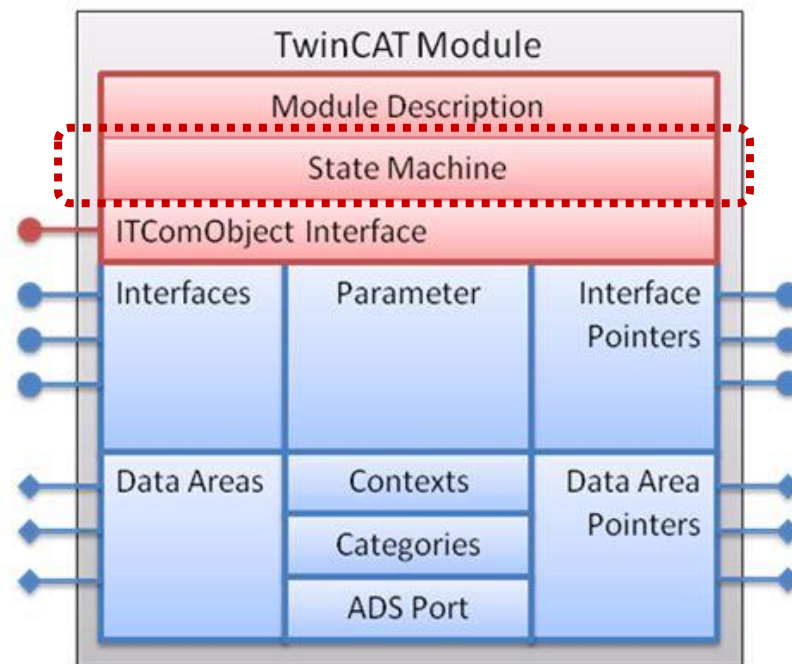 TwinCAT Module
Module Description
State Machine
ITComObject Interface
Interfaces
Parameter
Interface
Pointers
Data Areas
Contexts
Categories
ADS Port
Data Area
Pointers